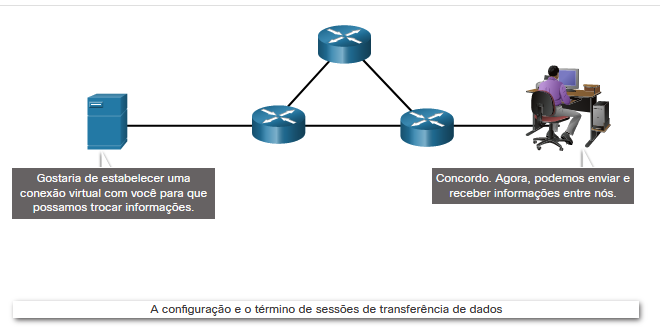 Gostaria de estabelecer uma
conexão virtual com você para que
possamos trocar informações.
Concordo. Agora, podemos enviar e
receber informações entre nós.
A configuração e o término de sessões de transferência de dados